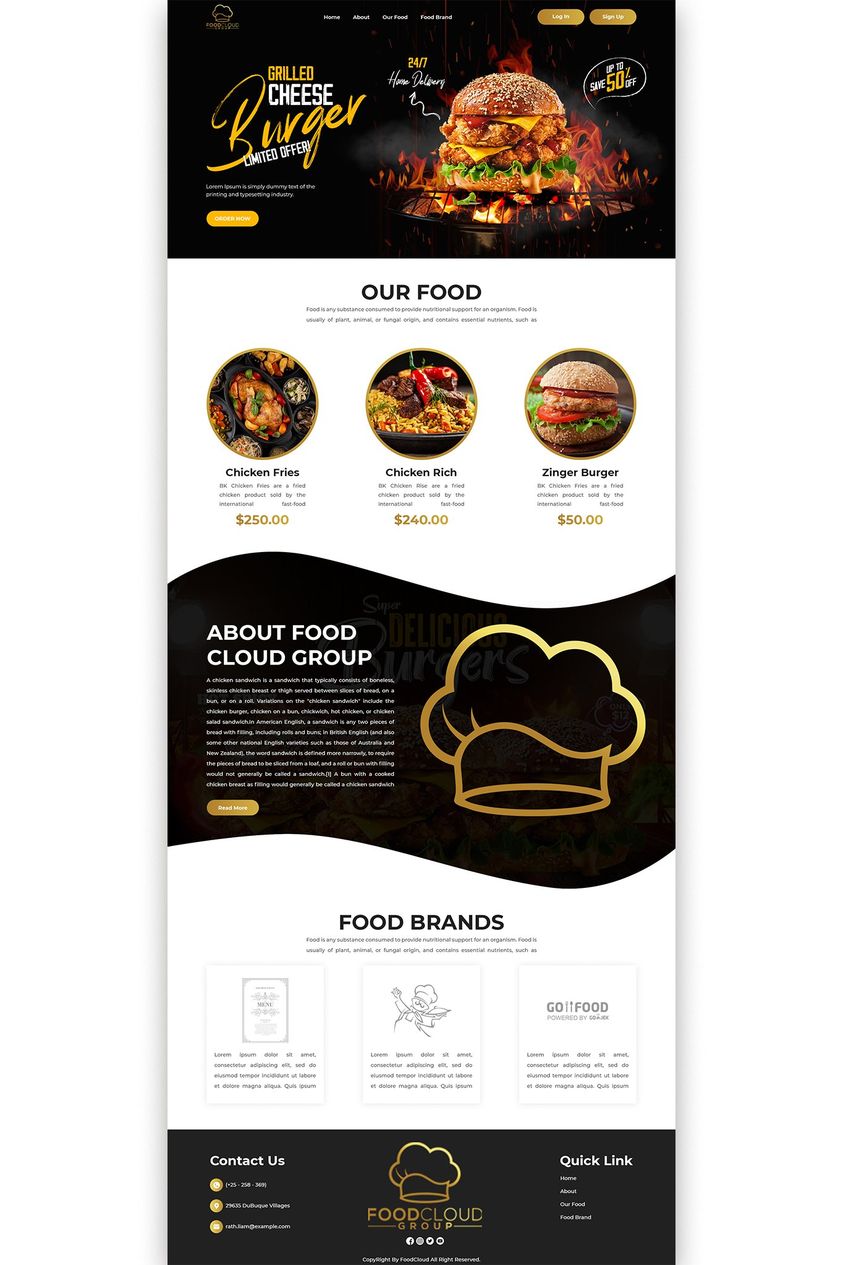 FOODCLOUD
GROUP
Home About Our Food Food Brand
Log In Sign Up
GRILLED
CHEESE
Burger
LIMITED OFFER!
24/7
Home Delivery
UP TO
SAVE 50% OFF
Lorem Ipsum is simply dummy text of the
printing and typesetting industry.
ORDER NOW
OUR FOOD
Food is any substance consumed to provide nutritional support for an organism. Food is
usually of plant, animal, or fungal origin, and contains essential nutrients, such as
Chicken Fries
BK Chicken Fries are a fried
chicken product sold by the
international fast-food
$250.00
Chicken Rich
BK Chicken Rise are a fried
chicken product sold by the
international fast-food
$240.00
Zinger Burger
BK Chicken Fries are a fried
chicken product sold by the
international fast-food
$50.00
Super
DELICIOUS
Burgers
ONLY
$12
ABOUT FOOD
CLOUD GROUP
A chicken sandwich is a sandwich that typically consists of boneless,
skinless chicken breast or thigh served between slices of bread, on a
bun, or on a roll. Variations on the "chicken sandwich" include the
chicken burger, chicken on a bun, chickwich, hot chicken, or chicken
salad sandwich.In American English, a sandwich is any two pieces of
bread with filling, including rolls and buns; in British English (and also
some other national English varieties such as those of Australia and
New Zealand), the word sandwich is defined more narrowly, to require
the pieces of bread to be sliced from a loaf, and a roll or bun with filling
would not generally be called a sandwich.[1] A bun with a cooked
chicken breast as filling would generally be called a chicken sandwich
Read More
FOOD BRANDS
Food is any substance consumed to provide nutritional support for an organism. Food is
usually of plant, animal, or fungal origin, and contains essential nutrients, such as
MENU
Lorem ipsum dolor sit amet,
consectetur adipiscing elit, sed do
eiusmod tempor incididunt ut labore
et dolore magna aliqua. Quis ipsum
Lorem ipsum dolor sit amet,
consectetur adipiscing elit, sed do
eiusmod tempor incididunt ut labore
et dolore magna aliqua. Quis ipsum
GO FOOD
POWERED BY GOJEK
Lorem ipsum dolor sit amet,
consectetur adipiscing elit, sed do
eiusmod tempor incididunt ut labore
et dolore magna aliqua. Quis ipsum
Contact Us
(+25 - 258 - 369)
29635 DuBuque Villages
rath.liam@example.com
FOODCLOUD
GROUP
CopyRight By FoodCloud All Right Reserved.
Quick Link
Home
About
Our Food
Food Brand